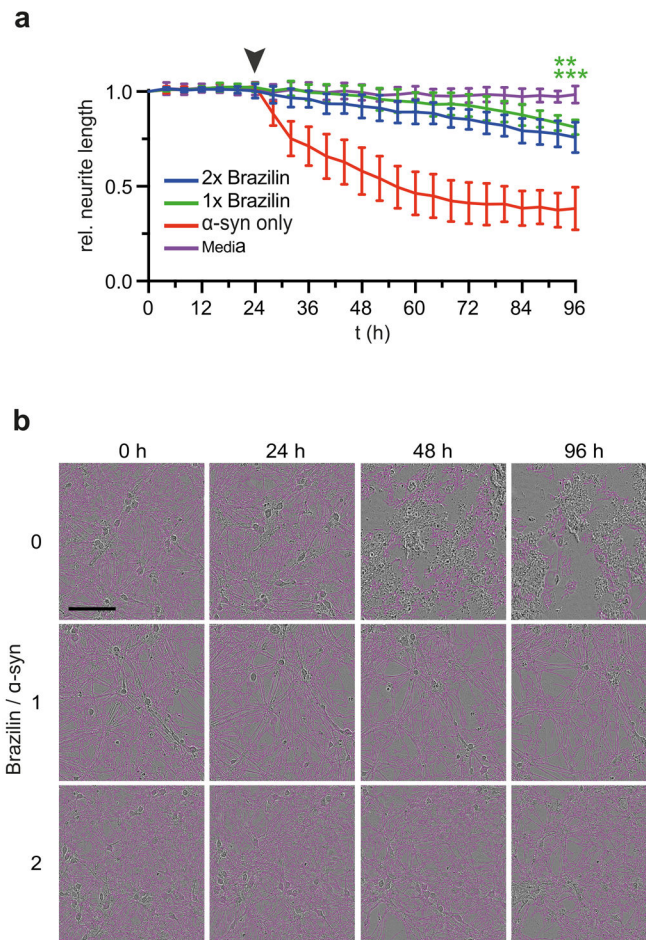 a
**
***
1.0
0.5
0.0
rel. neurite length
2x Brazilin
1x Brazilin
α-syn only
Media
0 12 24 36 48 60 72 84 96
t (h)
b
0 h 24 h 48 h 96 h
Brazilin / α-syn
0
1
2